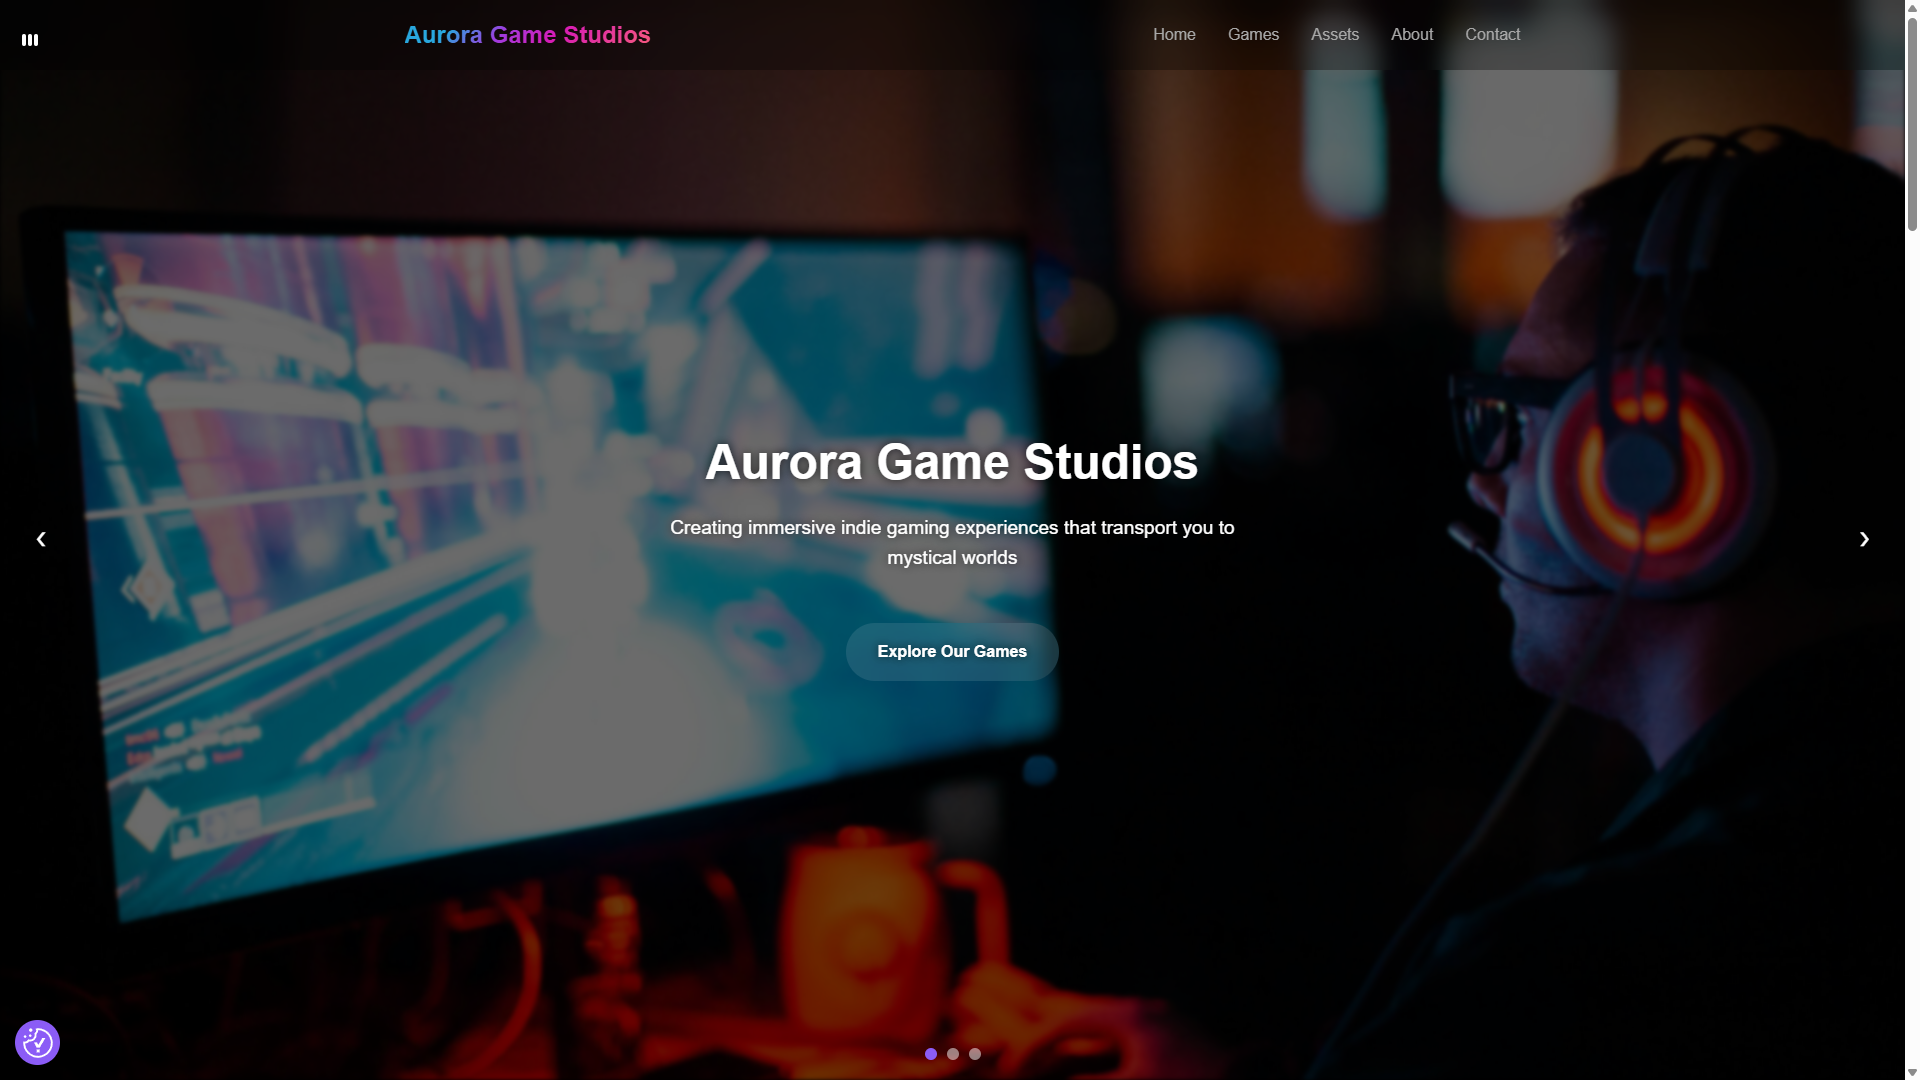 Aurora Game Studios
Home
Games
Assets
About
Contact
Aurora Game Studios
Creating immersive indie gaming experiences that transport you to
mystical worlds
Explore Our Games